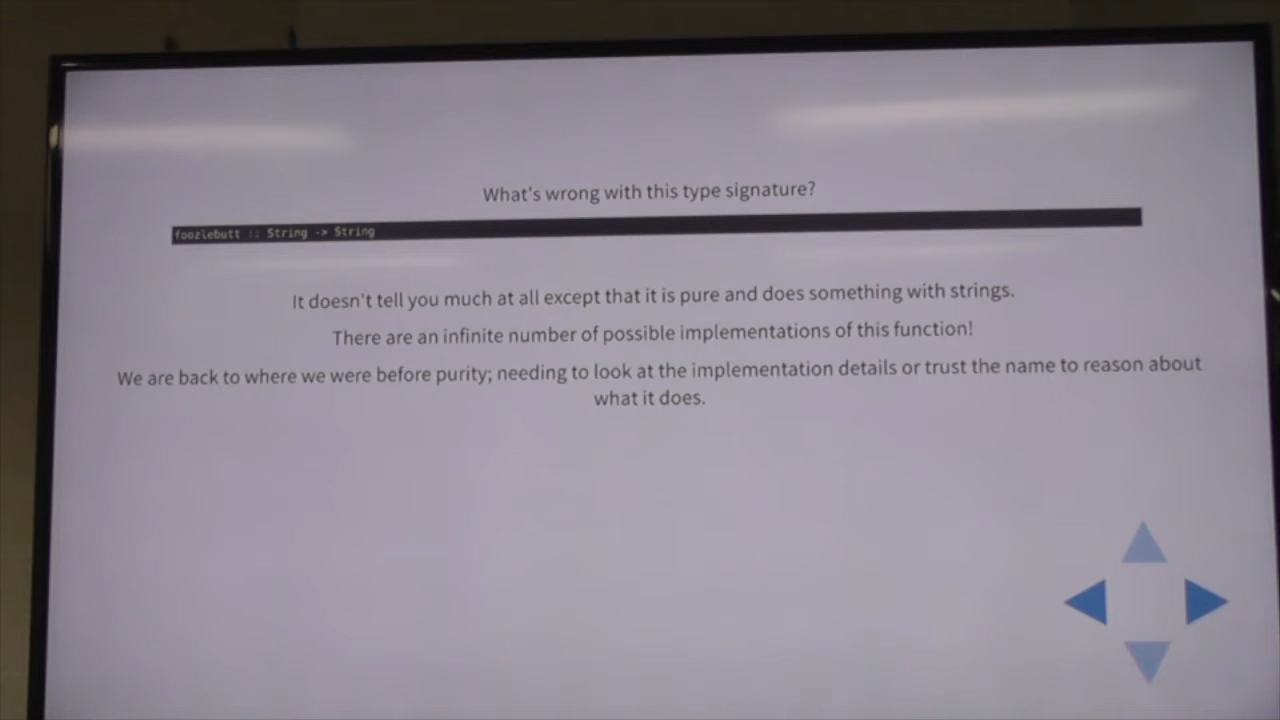 What's wrong with this type signature?
foozlebutt :: String -> String
It doesn't tell you much at all except that it is pure and does something with strings.
There are an infinite number of possible implementations of this function!
We are back to where we were before purity; needing to look at the implementation details or trust the name to reason about
what it does.